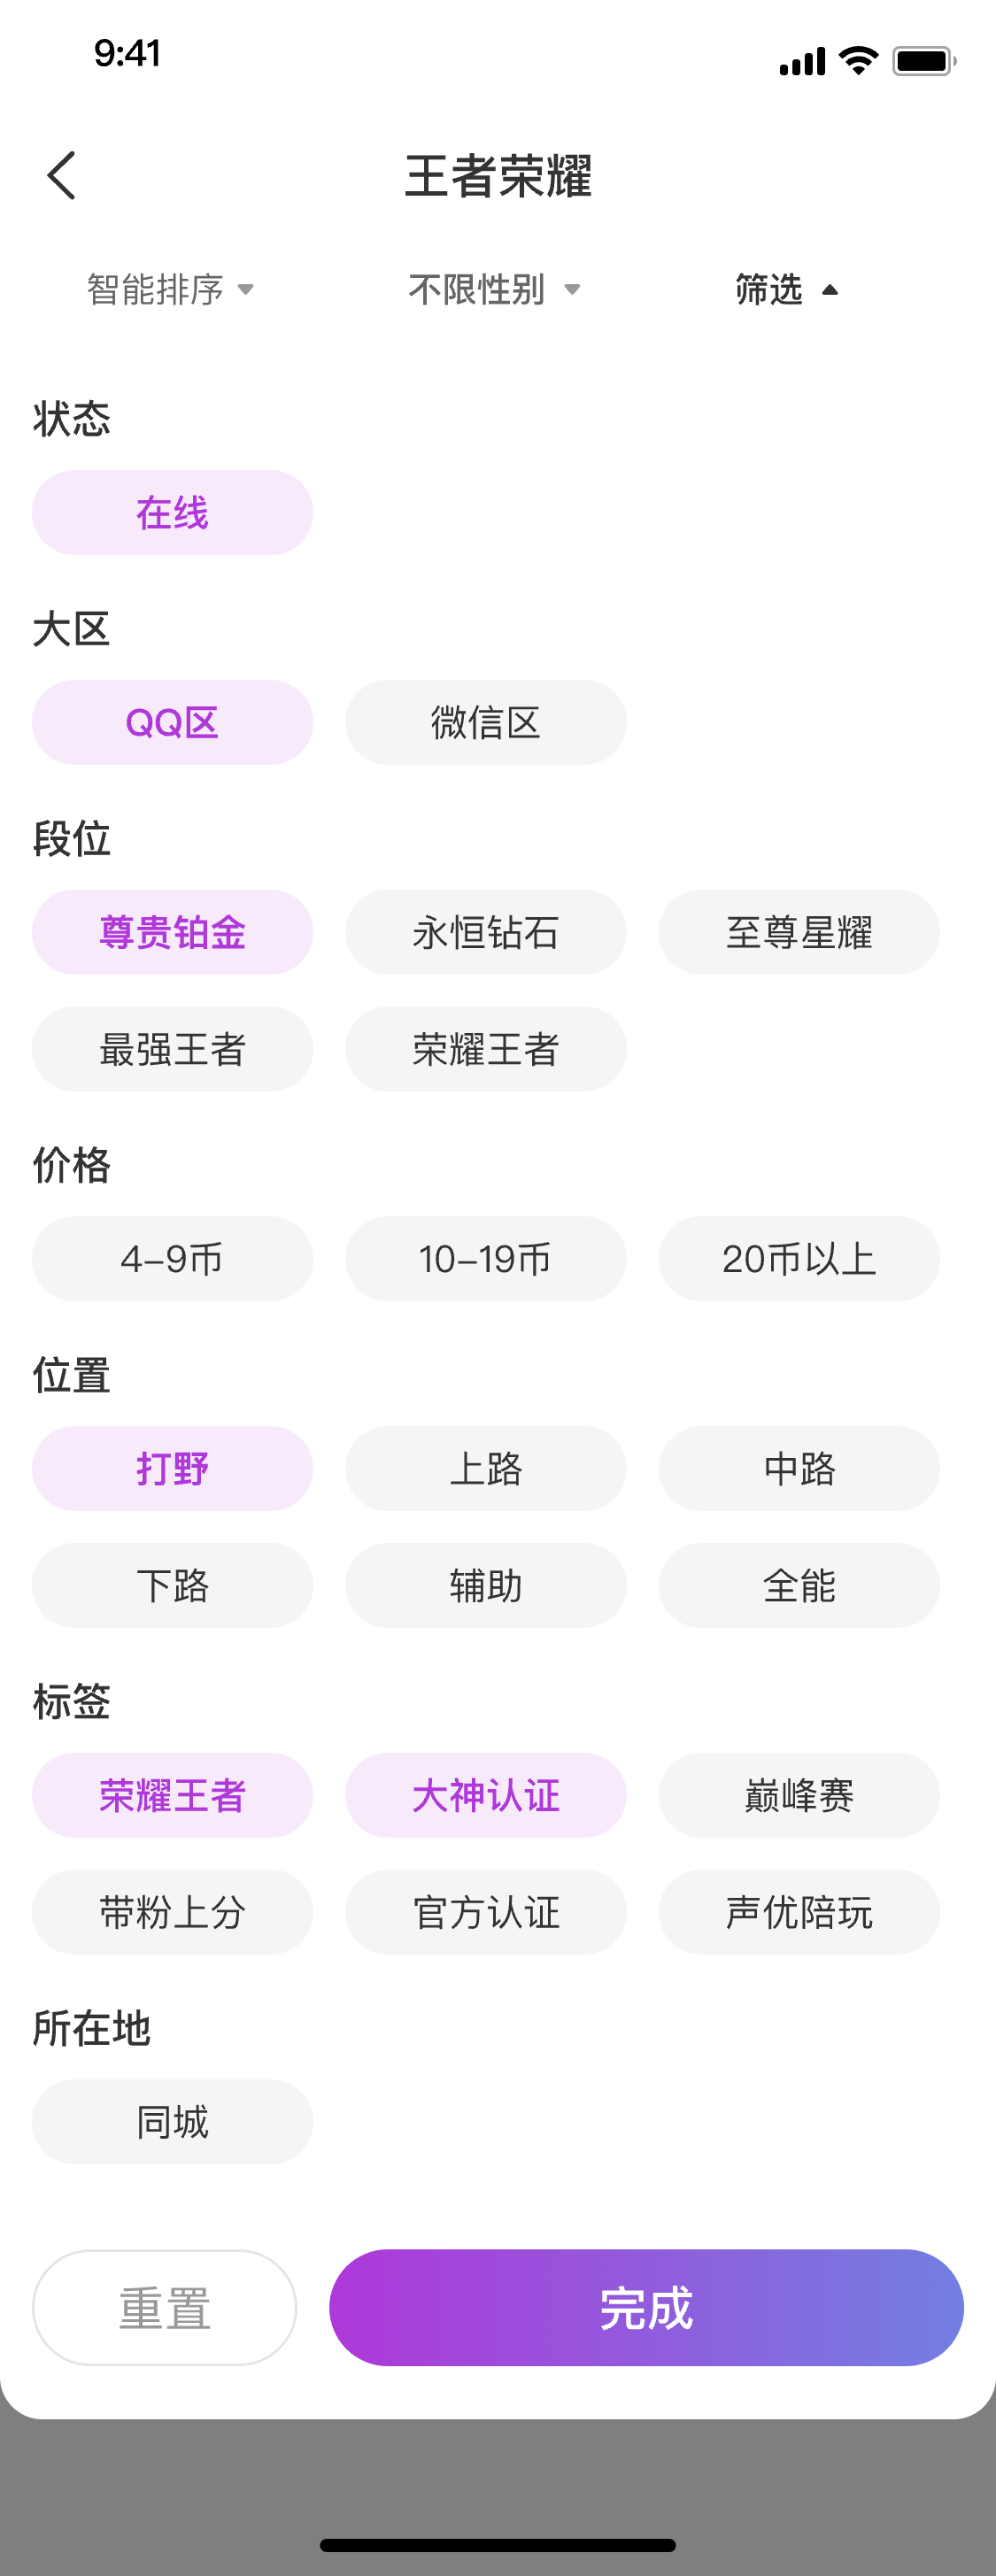 9:41
王者荣耀
智能排序 不限性别 筛选
状态
在线
大区
QQ区 微信区
段位
尊贵铂金 永恒钻石 至尊星耀
最强王者 荣耀王者
价格
4-9币 10-19币 20币以上
位置
打野 上路 中路
下路 辅助 全能
标签
荣耀王者 大神认证 巅峰赛
带粉上分 官方认证 声优陪玩
所在地
同城
重置 完成